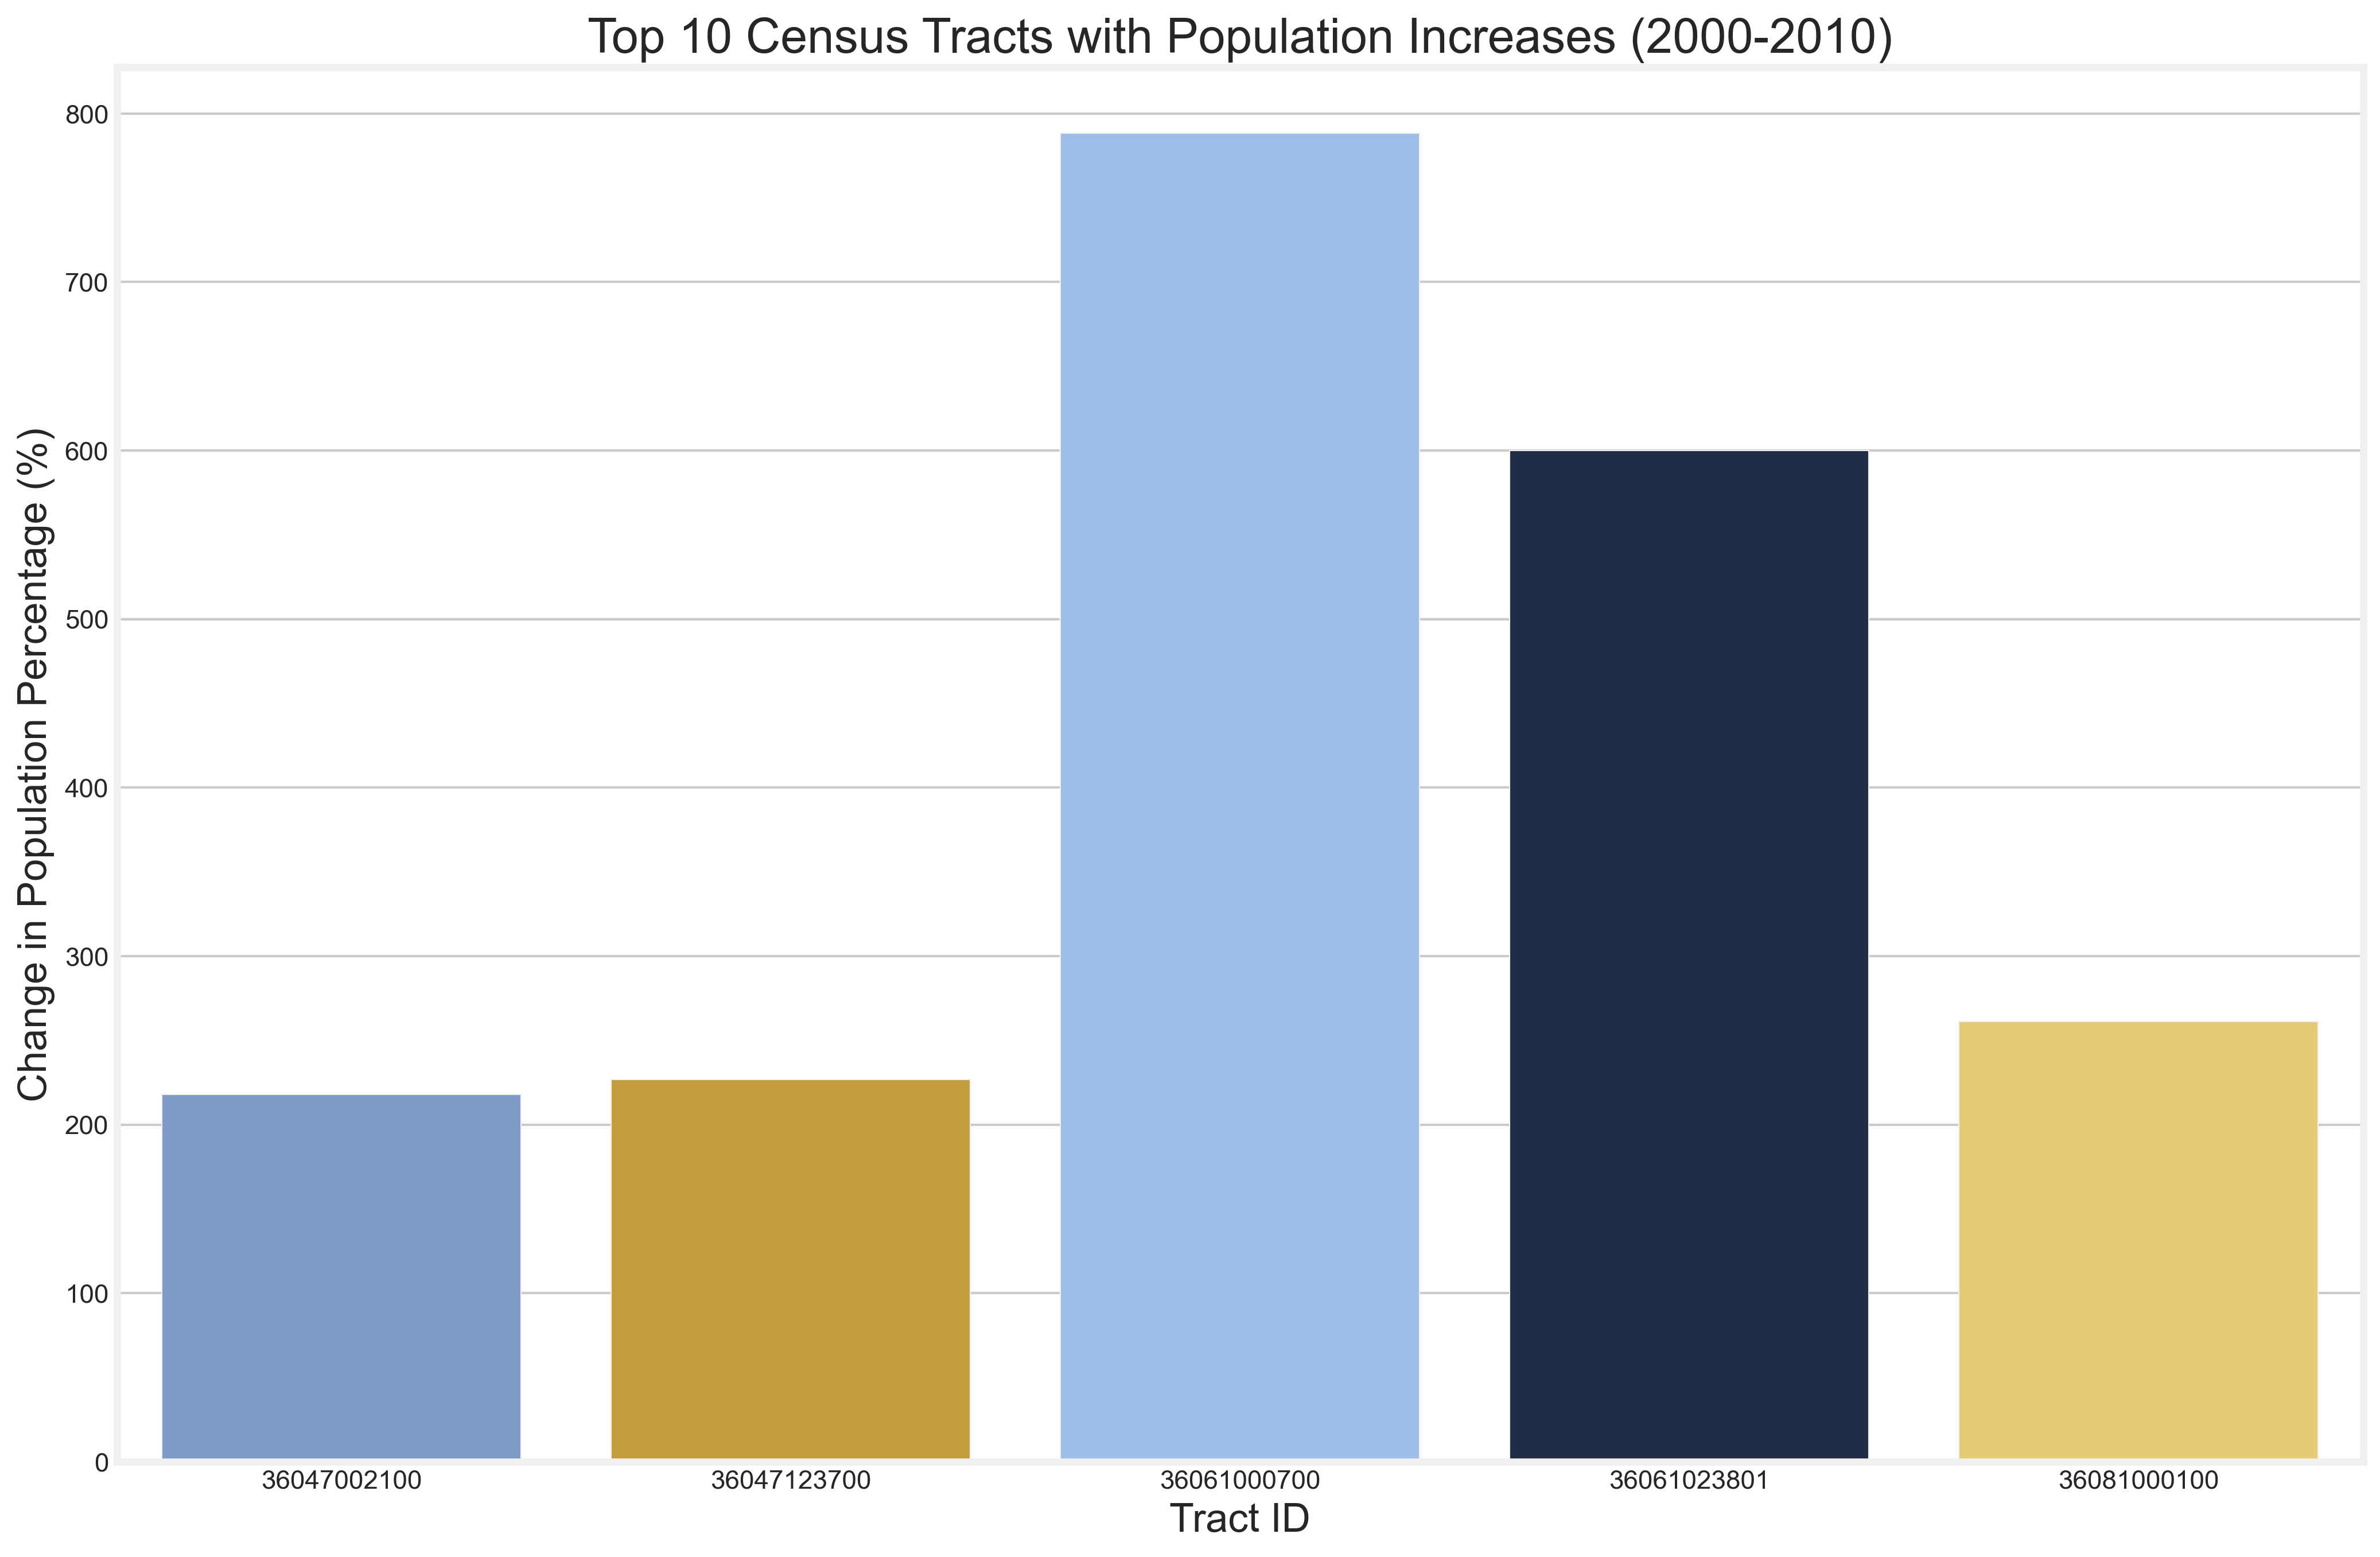 Top 10 Census Tracts with Population Increases (2000-2010)
Change in Population Percentage (%)
800
700
600
500
400
300
200
100
0
36047002100 36047123700 36061000700 36061023801 36081000100
Tract ID